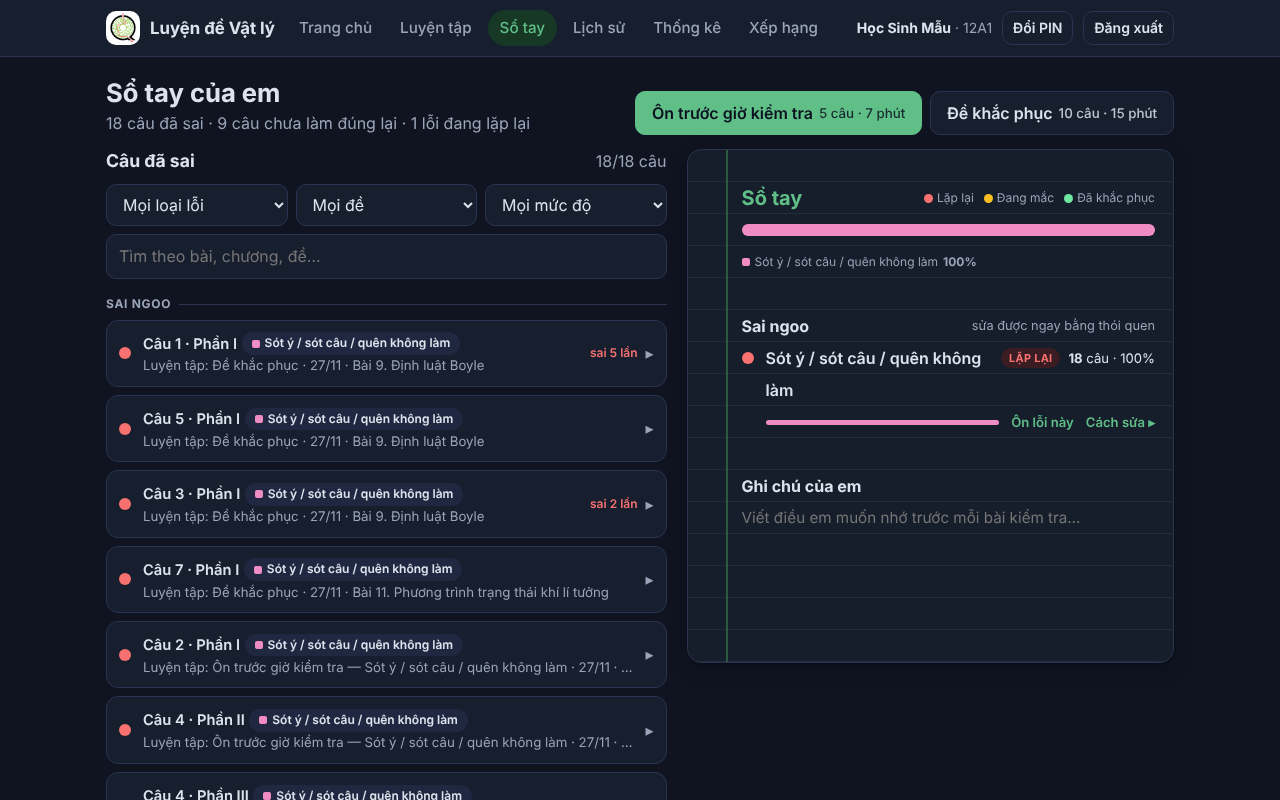 Luyện đề Vật lý
Trang chủ
Luyện tập
Sổ tay
Lịch sử
Thống kê
Xếp hạng
Học Sinh Mẫu · 12A1
Đổi PIN
Đăng xuất
Sổ tay của em
18 câu đã sai · 9 câu chưa làm đúng lại · 1 lỗi đang lặp lại
Ôn trước giờ kiểm tra 5 câu · 7 phút
Đề khắc phục 10 câu · 15 phút
Câu đã sai
18/18 câu
Mọi loại lỗi
Mọi đề
Mọi mức độ
Tìm theo bài, chương, đề...
SAI NGOO
Câu 1 · Phần I Sót ý / sót câu / quên không làm
Luyện tập: Đề khắc phục · 27/11 · Bài 9. Định luật Boyle
sai 5 lần ▸
Câu 5 · Phần I Sót ý / sót câu / quên không làm
Luyện tập: Đề khắc phục · 27/11 · Bài 9. Định luật Boyle
▸
Câu 3 · Phần I Sót ý / sót câu / quên không làm
Luyện tập: Đề khắc phục · 27/11 · Bài 9. Định luật Boyle
sai 2 lần ▸
Câu 7 · Phần I Sót ý / sót câu / quên không làm
Luyện tập: Đề khắc phục · 27/11 · Bài 11. Phương trình trạng thái khí lí tưởng
▸
Câu 2 · Phần I Sót ý / sót câu / quên không làm
Luyện tập: Ôn trước giờ kiểm tra — Sót ý / sót câu / quên không làm · 27/11 · ...
▸
Câu 4 · Phần II Sót ý / sót câu / quên không làm
Luyện tập: Ôn trước giờ kiểm tra — Sót ý / sót câu / quên không làm · 27/11 · ...
▸
Câu 4 · Phần III Sót ý / sót câu / quên không làm
Sổ tay
Lặp lại
Đang mắc
Đã khắc phục
Sót ý / sót câu / quên không làm 100%
Sai ngoo
sửa được ngay bằng thói quen
Sót ý / sót câu / quên không
làm
LẶP LẠI
18 câu · 100%
Ôn lỗi này
Cách sửa ▸
Ghi chú của em
Viết điều em muốn nhớ trước mỗi bài kiểm tra...